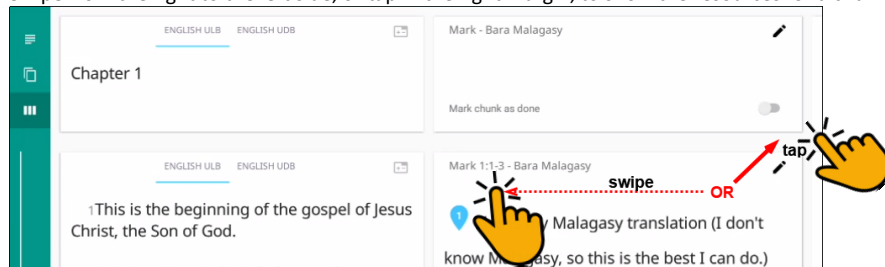 ENGLISH ULB ENGLISH UDB
Chapter 1
Mark - Bara Malagasy
Mark chunk as done
ENGLISH ULB ENGLISH UDB
1This is the beginning of the gospel of Jesus
Christ, the Son of God.
Mark 1:1-3 - Bara Malagasy
tap
swipe
OR
1 Malagasy translation (I don't
know so this is the best I can do.)